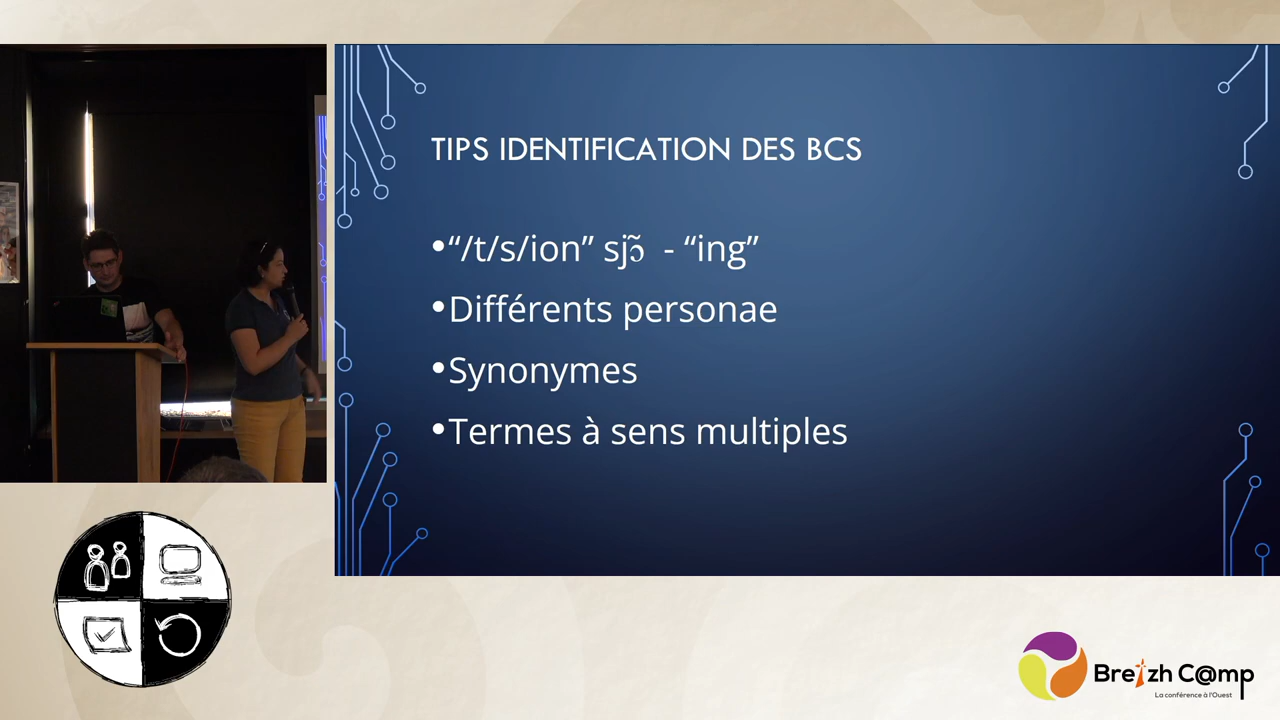 TIPS IDENTIFICATION DES BCS
•“/t/s/ion” sjɔ̃ - “ing”
•Différents personae
•Synonymes
•Termes à sens multiples
Breizh C@mp
La conférence à l'Ouest